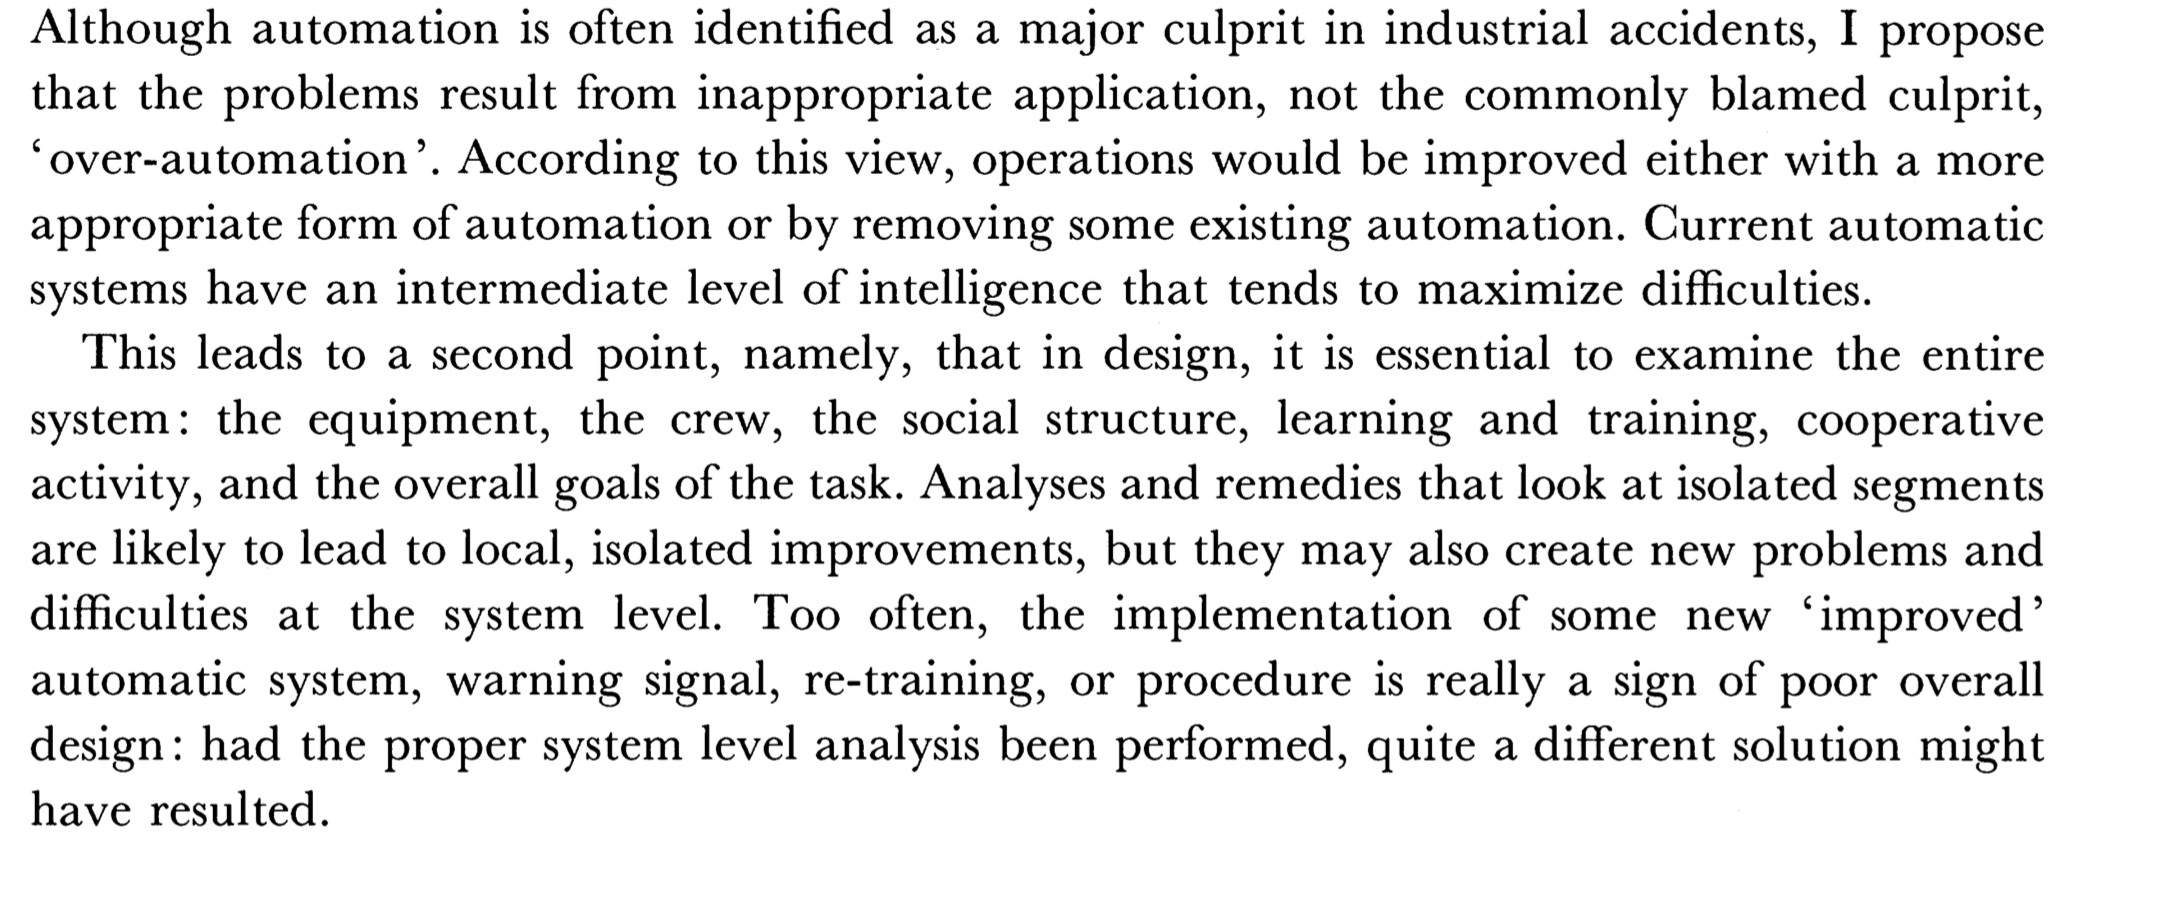 Although automation is often identified as a major culprit in industrial accidents, I propose
that the problems result from inappropriate application, not the commonly blamed culprit,
‘over-automation’. According to this view, operations would be improved either with a more
appropriate form of automation or by removing some existing automation. Current automatic
systems have an intermediate level of intelligence that tends to maximize difficulties.
This leads to a second point, namely, that in design, it is essential to examine the entire
system: the equipment, the crew, the social structure, learning and training, cooperative
activity, and the overall goals of the task. Analyses and remedies that look at isolated segments
are likely to lead to local, isolated improvements, but they may also create new problems and
difficulties at the system level. Too often, the implementation of some new ‘improved’
automatic system, warning signal, re-training, or procedure is really a sign of poor overall
design: had the proper system level analysis been performed, quite a different solution might
have resulted.